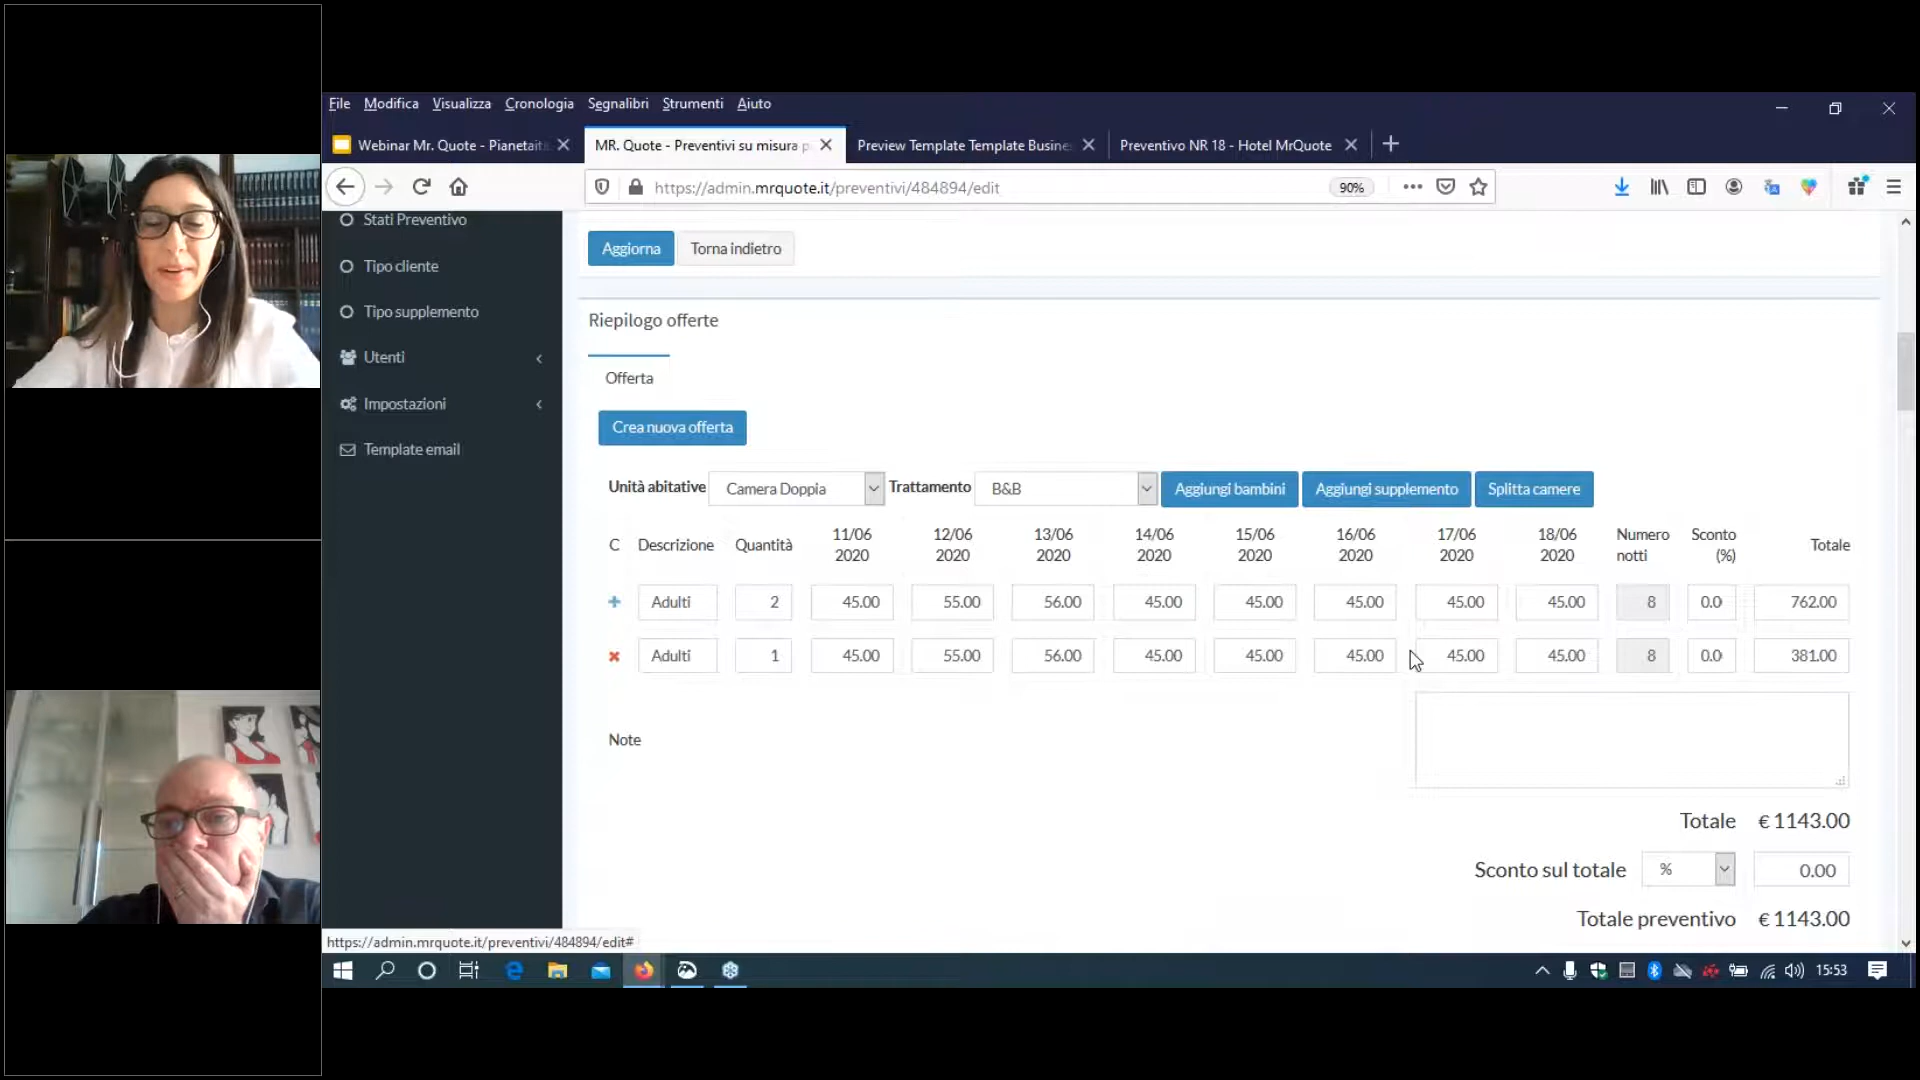 File Modifica Visualizza Cronologia Segnalibri Strumenti Aiuto
Webinar Mr. Quote - Pianetait
MR. Quote - Preventivi su misura p
Preview Template Template Busine
Preventivo NR 18 - Hotel MrQuote
https://admin.mrquote.it/preventivi/484894/edit
90%
Stati Preventivo
Tipo cliente
Tipo supplemento
Utenti
Impostazioni
Template email
Aggiorna Torna indietro
Riepilogo offerte
Offerta
Crea nuova offerta
Unità abitative Camera Doppia Trattamento B&B Aggiungi bambini Aggiungi supplemento Splitta camere
C Descrizione Quantità 11/06 2020 12/06 2020 13/06 2020 14/06 2020 15/06 2020 16/06 2020 17/06 2020 18/06 2020 Numero notti Sconto (%) Totale
Adulti 2 45.00 55.00 56.00 45.00 45.00 45.00 45.00 45.00 8 0.0 762.00
Adulti 1 45.00 55.00 56.00 45.00 45.00 45.00 45.00 45.00 8 0.0 381.00
Note
Totale € 1143.00
Sconto sul totale % 0.00
Totale preventivo € 1143.00
https://admin.mrquote.it/preventivi/484894/edit#
15:53